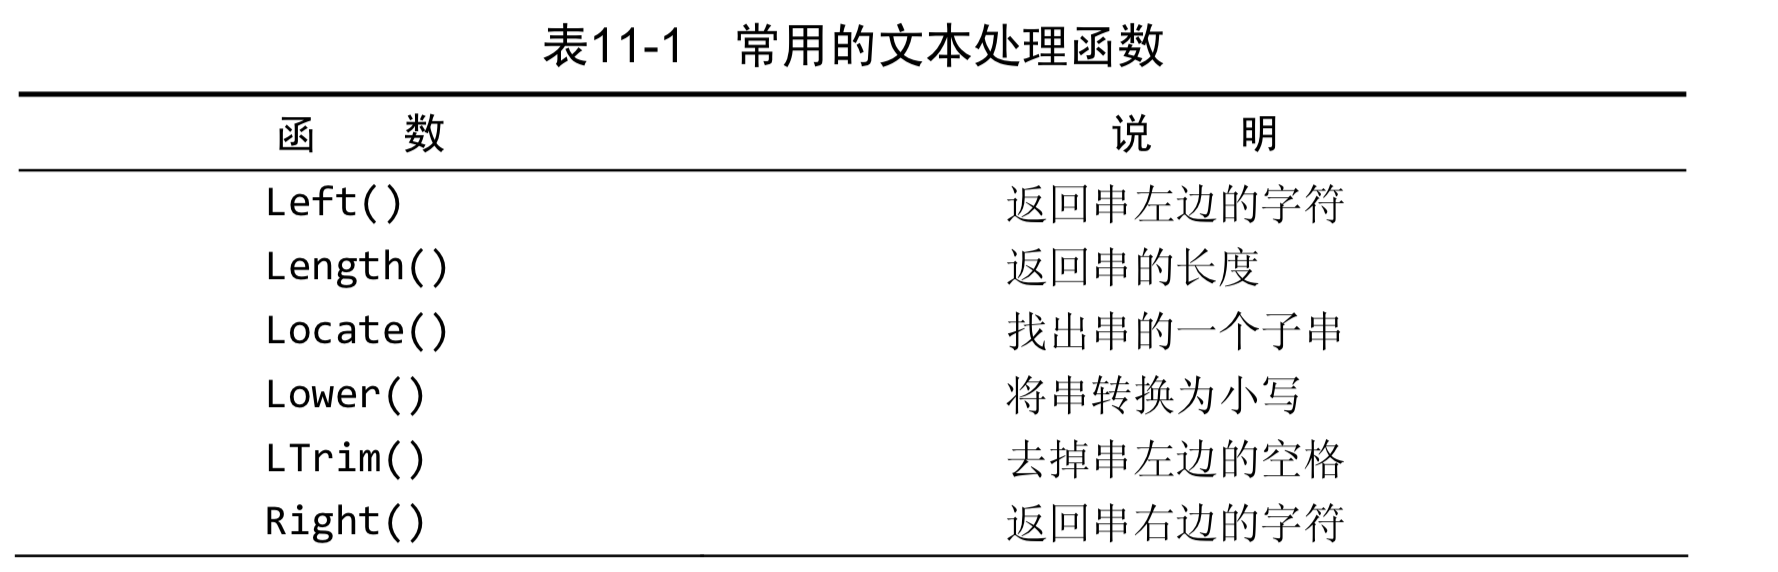 表11-1 常用的文本处理函数
函 数 说 明
Left() 返回串左边的字符
Length() 返回串的长度
Locate() 找出串的一个子串
Lower() 将串转换为小写
LTrim() 去掉串左边的空格
Right() 返回串右边的字符